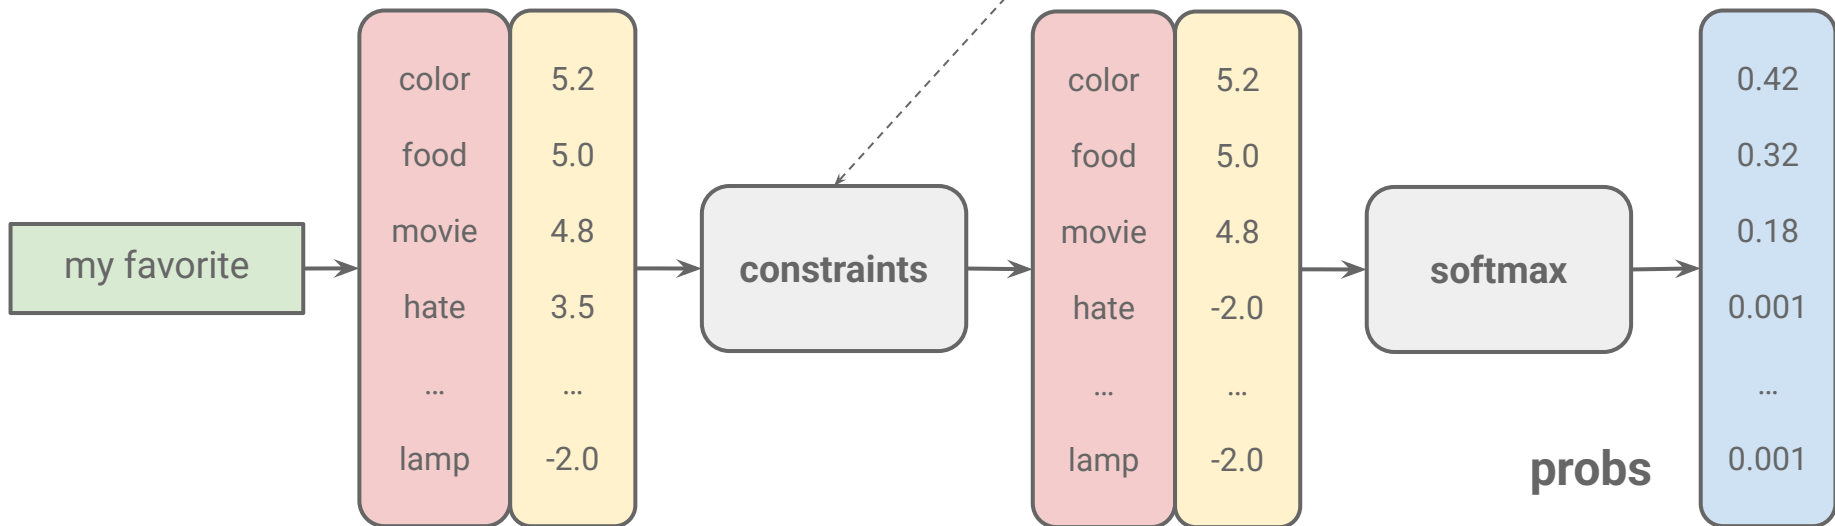 my favorite
color 5.2
food 5.0
movie 4.8
hate 3.5
... ...
lamp -2.0
constraints
color 5.2
food 5.0
movie 4.8
hate -2.0
... ...
lamp -2.0
softmax
probs
0.42
0.32
0.18
0.001
...
0.001